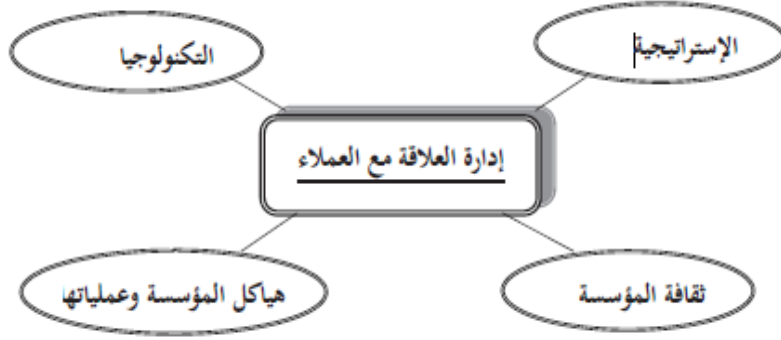 الإستراتيجية
التكنولوجيا
إدارة العلاقة مع العملاء
ثقافة المؤسسة
هياكل المؤسسة وعملياتها